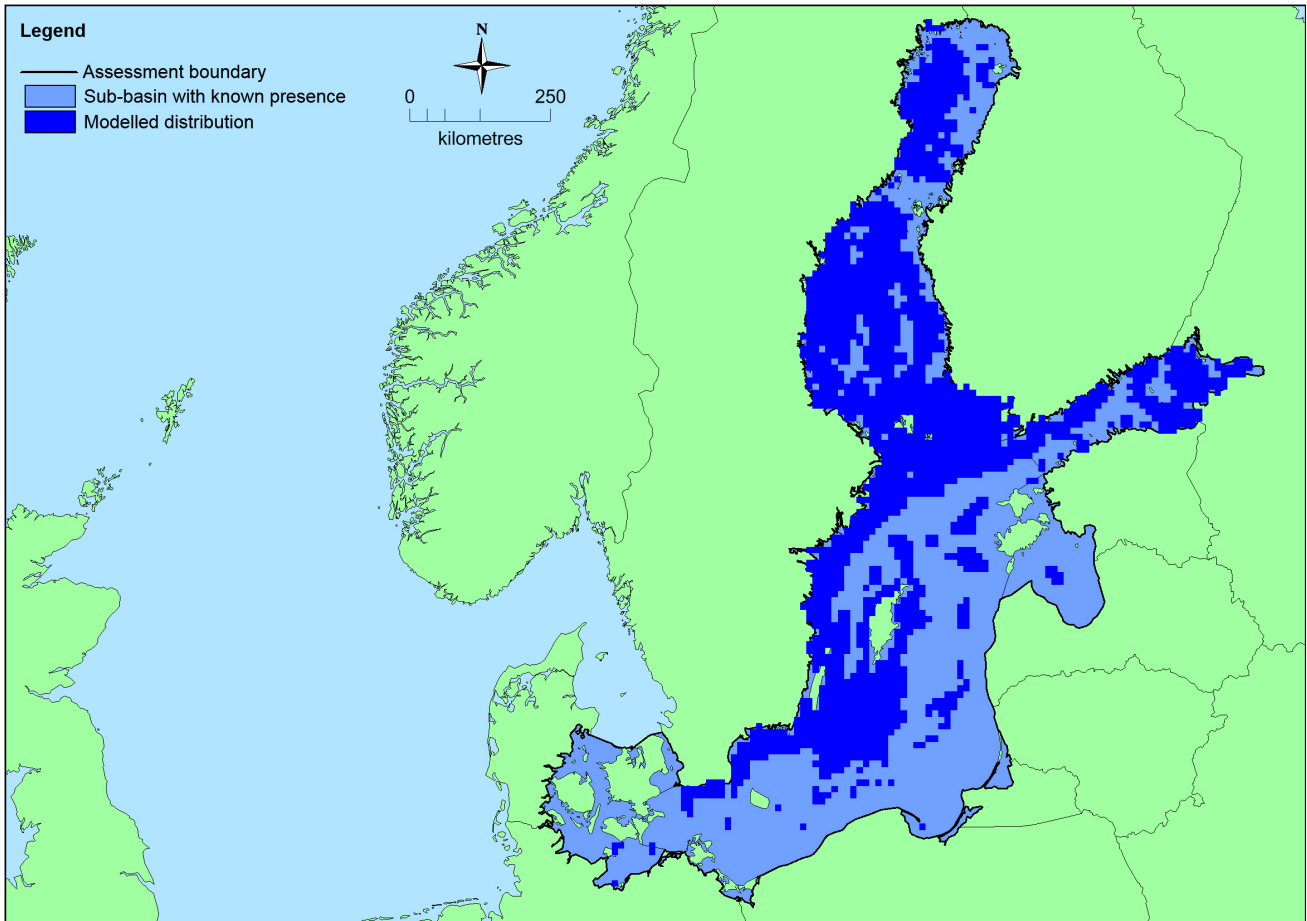 Legend
Assessment boundary
Sub-basin with known presence
Modelled distribution
N
0 250
kilometres